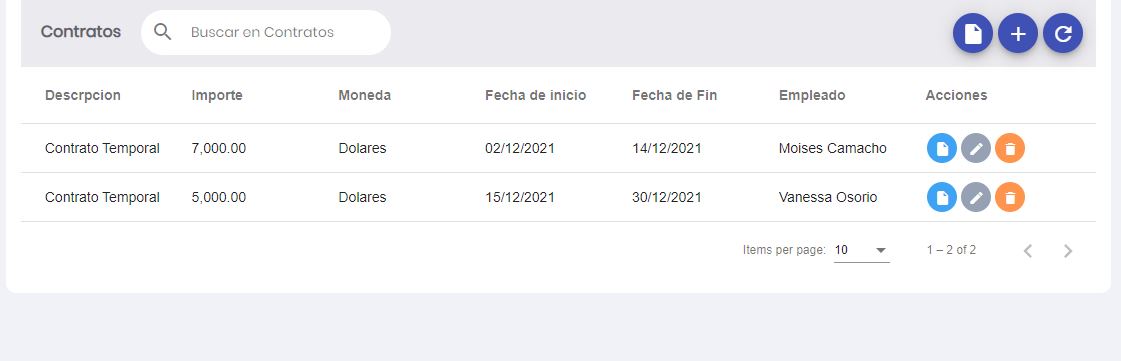 Contratos Buscar en Contratos
Descrpcion Importe Moneda Fecha de inicio Fecha de Fin Empleado Acciones
Contrato Temporal 7,000.00 Dolares 02/12/2021 14/12/2021 Moises Camacho
Contrato Temporal 5,000.00 Dolares 15/12/2021 30/12/2021 Vanessa Osorio
Items per page: 10 1 – 2 of 2